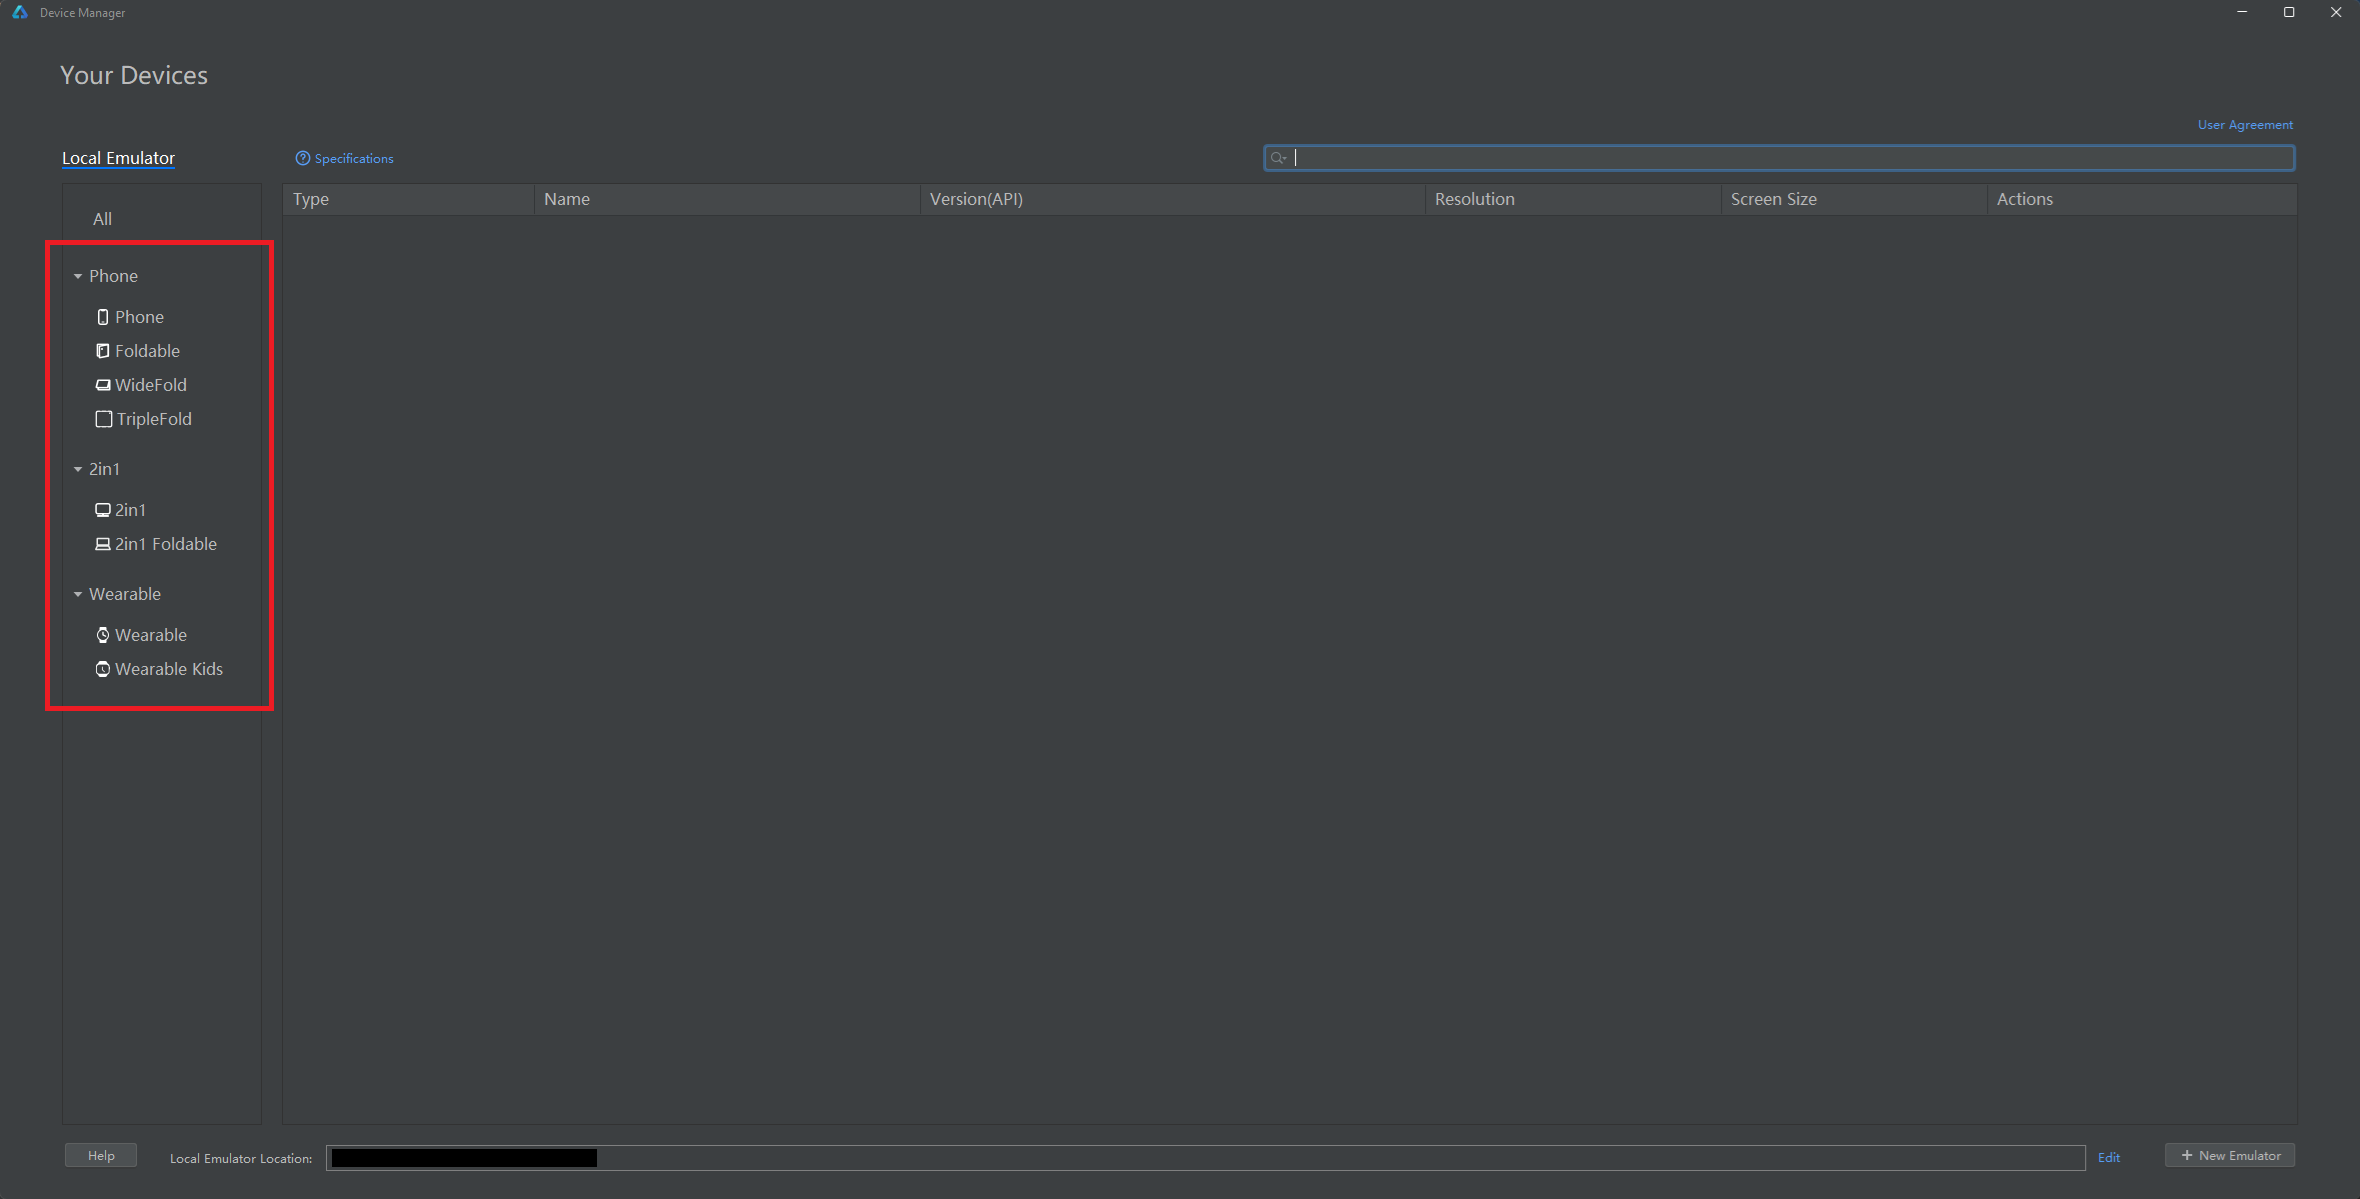 Device Manager
Your Devices
User Agreement
Local Emulator
Specifications
Type Name Version(API) Resolution Screen Size Actions
All
Phone
Phone
Foldable
WideFold
TripleFold
2in1
2in1
2in1 Foldable
Wearable
Wearable
Wearable Kids
Help Local Emulator Location: Edit + New Emulator